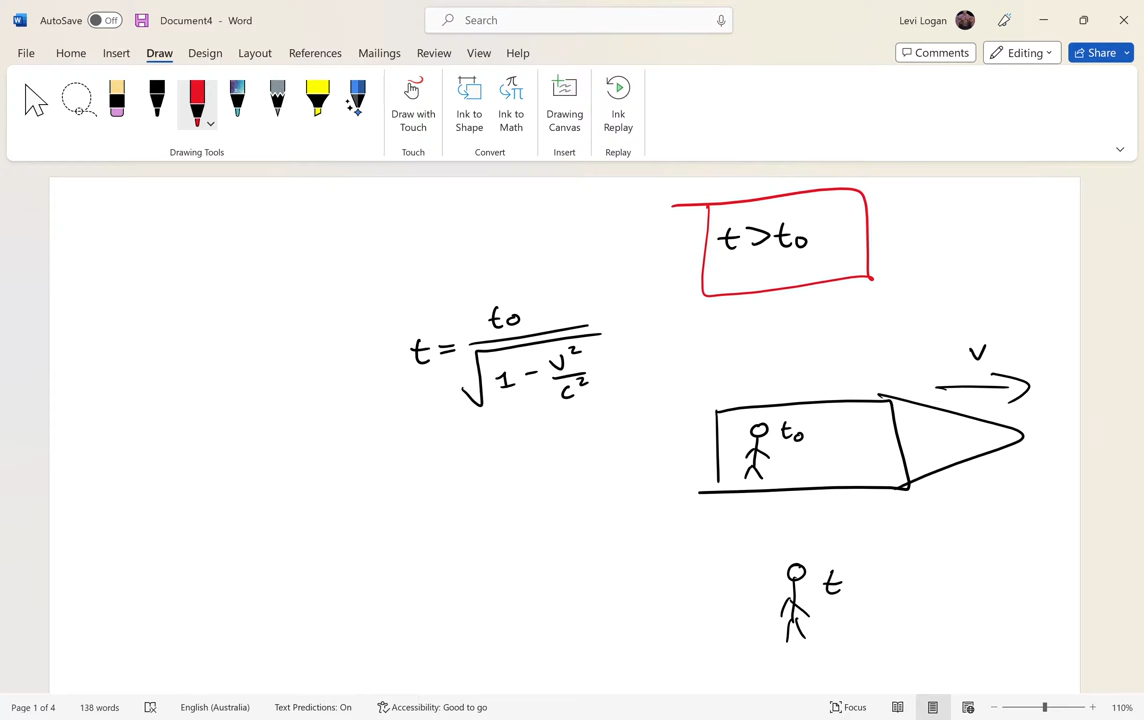 AutoSave Off Document4 - Word Search Levi Logan
File Home Insert Draw Design Layout References Mailings Review View Help Comments Editing Share
Draw with Touch
Ink to Shape
Ink to Math
Drawing Canvas
Ink Replay
Drawing Tools Touch Convert Insert Replay
t>t₀
t = t₀ / √(1 - v²/c²)
v
t₀
t
Page 1 of 4 138 words English (Australia) Text Predictions: On Accessibility: Good to go Focus 110%